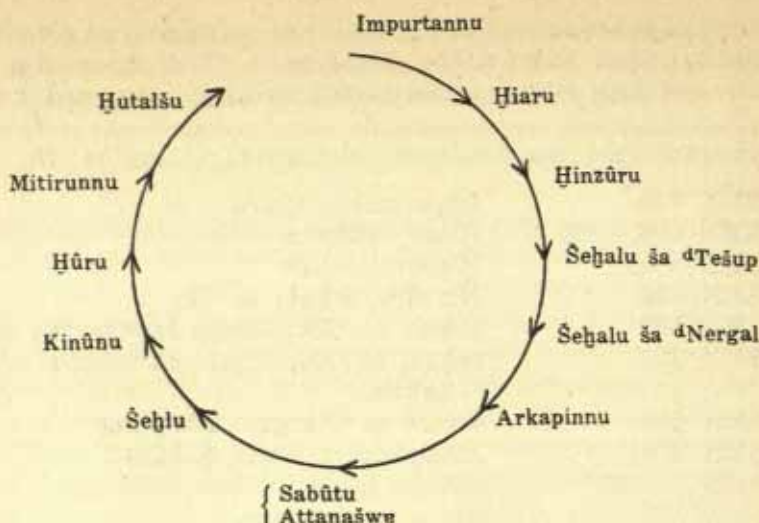 Impurtannu
Ḫiaru
Ḫinzûru
Šeḫalu ša ᵈTešup
Šeḫalu ša ᵈNergal
Arkapinnu
{ Sabûtu
Attanašwe
Šeḫlu
Kinûnu
Ḫûru
Mitirunnu
Ḫutalšu